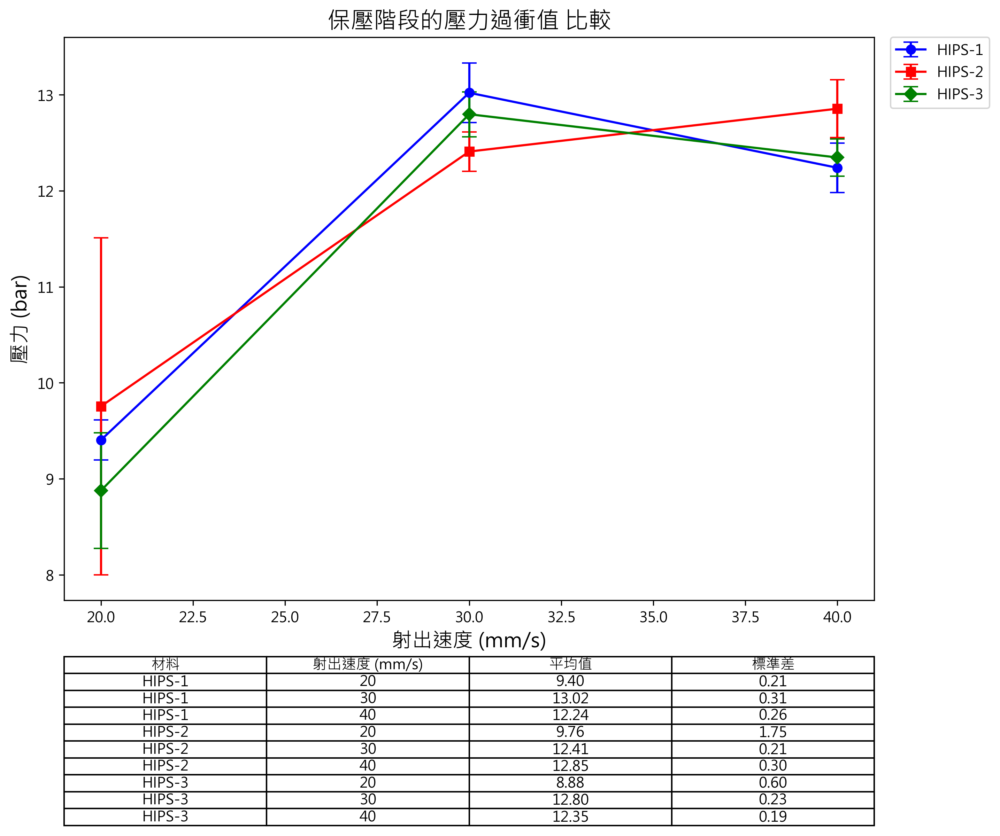 保壓階段的壓力過衝值 比較
HIPS-1
HIPS-2
HIPS-3
壓力 (bar)
13
12
11
10
9
8
20.0 22.5 25.0 27.5 30.0 32.5 35.0 37.5 40.0
射出速度 (mm/s)
材料 射出速度 (mm/s) 平均值 標準差
HIPS-1 20 9.40 0.21
HIPS-1 30 13.02 0.31
HIPS-1 40 12.24 0.26
HIPS-2 20 9.76 1.75
HIPS-2 30 12.41 0.21
HIPS-2 40 12.85 0.30
HIPS-3 20 8.88 0.60
HIPS-3 30 12.80 0.23
HIPS-3 40 12.35 0.19